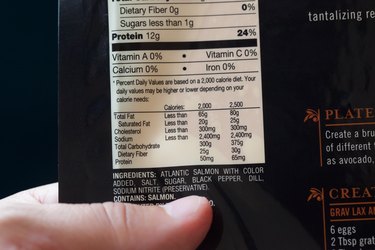 Dietary Fiber 0g 0%
Sugars less than 1g
Protein 12g 24%
Vitamin A 0% • Vitamin C 0%
Calcium 0% • Iron 0%
*Percent Daily Values are based on a 2,000 calorie diet. Your
daily values may be higher or lower depending on your
calorie needs:
Calories: 2,000 2,500
Total Fat Less than 65g 80g
Saturated Fat Less than 20g 25g
Cholesterol Less than 300mg 300mg
Sodium Less than 2,400mg 2,400mg
Total Carbohydrate 300g 375g
Dietary Fiber 25g 30g
Protein 50mg 65mg
INGREDIENTS: ATLANTIC SALMON WITH COLOR
ADDED, SALT, SUGAR, BLACK PEPPER, DILL,
SODIUM NITRITE (PRESERVATIVE).
CONTAINS: SALMON.
tantalizing
PLATE
Create a
of different
as avocado,
GRAV LAX
6 eggs
2 Tbsp